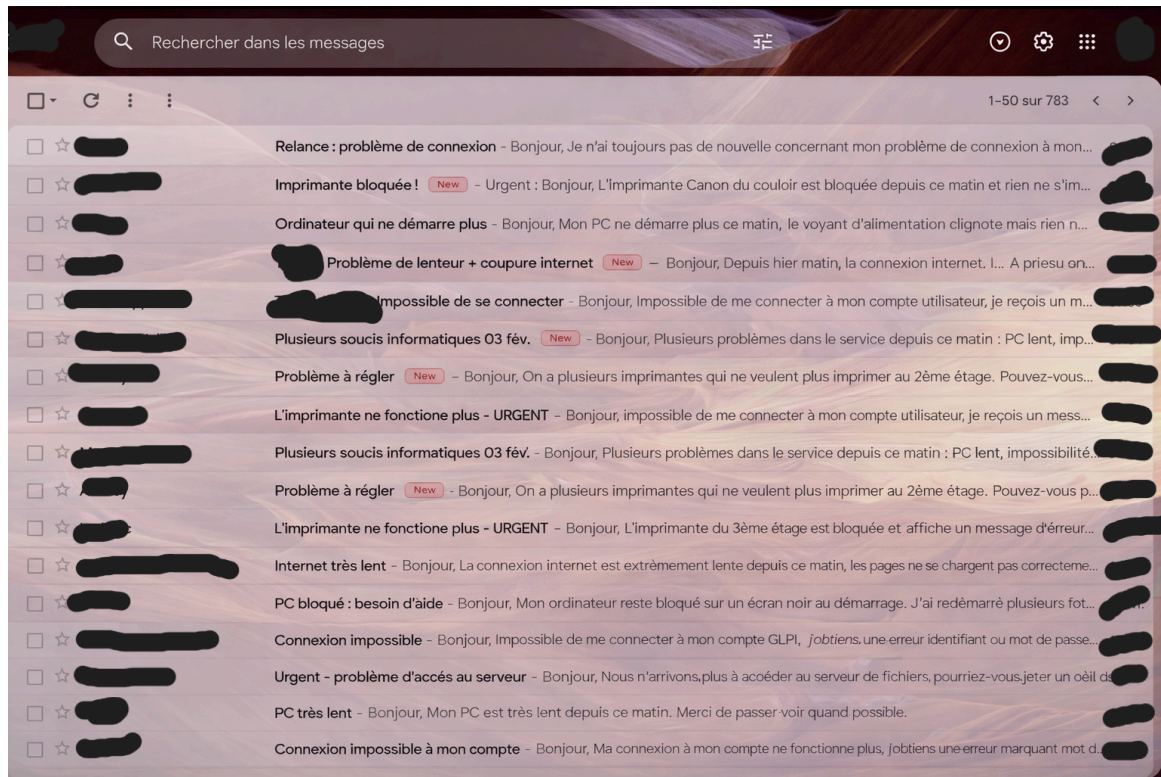 Rechercher dans les messages
1–50 sur 783
Relance : problème de connexion – Bonjour, Je n'ai toujours pas de nouvelle concernant mon problème de connexion à mon...
Imprimante bloquée ! New – Urgent : Bonjour, L'imprimante Canon du couloir est bloquée depuis ce matin et rien ne s'im...
Ordinateur qui ne démarre plus – Bonjour, Mon PC ne démarre plus ce matin, le voyant d'alimentation clignote mais rien n...
Problème de lenteur + coupure internet New – Bonjour, Depuis hier matin, la connexion internet. I... A priesu on...
Impossible de se connecter - Bonjour, Impossible de me connecter à mon compte utilisateur, je reçois un m...
Plusieurs soucis informatiques 03 fév. New - Bonjour, Plusieurs problèmes dans le service depuis ce matin : PC lent, imp...
Problème à régler New – Bonjour, On a plusieurs imprimantes qui ne veulent plus imprimer au 2ème étage. Pouvez-vous...
L'imprimante ne fonctione plus - URGENT – Bonjour, impossible de me connecter à mon compte utilisateur, je reçois un mess...
Plusieurs soucis informatiques 03 fév. - Bonjour, Plusieurs problèmes dans le service depuis ce matin : PC lent, impossibilité...
Problème à régler New - Bonjour, On a plusieurs imprimantes qui ne veulent plus imprimer au 2ème étage. Pouvez-vous p...
L'imprimante ne fonctione plus - URGENT – Bonjour, L'imprimante du 3ème étage est bloquée et affiche un message d'érreur...
Internet très lent - Bonjour, La connexion internet est extrèmement lente depuis ce matin, les pages ne se chargent pas correcteme...
PC bloqué : besoin d'aide - Bonjour, Mon ordinateur reste bloqué sur un écran noir au démarrage. J'ai redèmarrè plusieurs fot...
Connexion impossible – Bonjour, Impossible de me connecter à mon compte GLPI, jobtiens, une erreur identifiant ou mot de passe...
Urgent - problème d'accés au serveur – Bonjour, Nous n'arrivons,plus à acoéder au serveur de fichiers, pourriez-vous.jeter un oèil ds
PC très lent - Bonjour, Mon PC est très lent depuis ce matin. Merci de passer voir quand possible.
Connexion impossible à mon compte - Bonjour, Ma connexion à mon compte ne fonctionne plus, jobtiens une erreur marquant mot d...